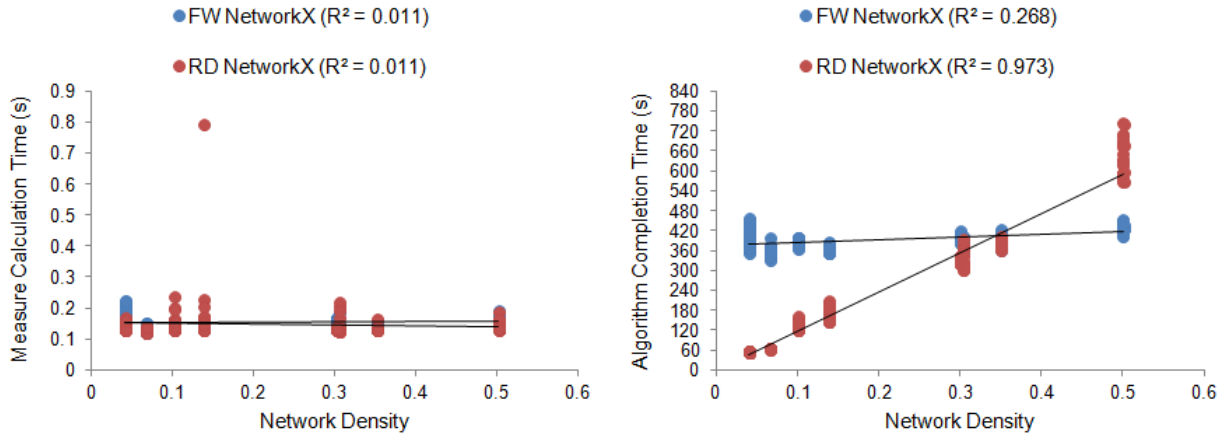 FW NetworkX (R² = 0.011)
RD NetworkX (R² = 0.011)
Measure Calculation Time (s)
0.9
0.8
0.7
0.6
0.5
0.4
0.3
0.2
0.1
0
0 0.1 0.2 0.3 0.4 0.5 0.6
Network Density
FW NetworkX (R² = 0.268)
RD NetworkX (R² = 0.973)
Algorithm Completion Time (s)
840
780
720
660
600
540
480
420
360
300
240
180
120
60
0
0 0.1 0.2 0.3 0.4 0.5 0.6
Network Density